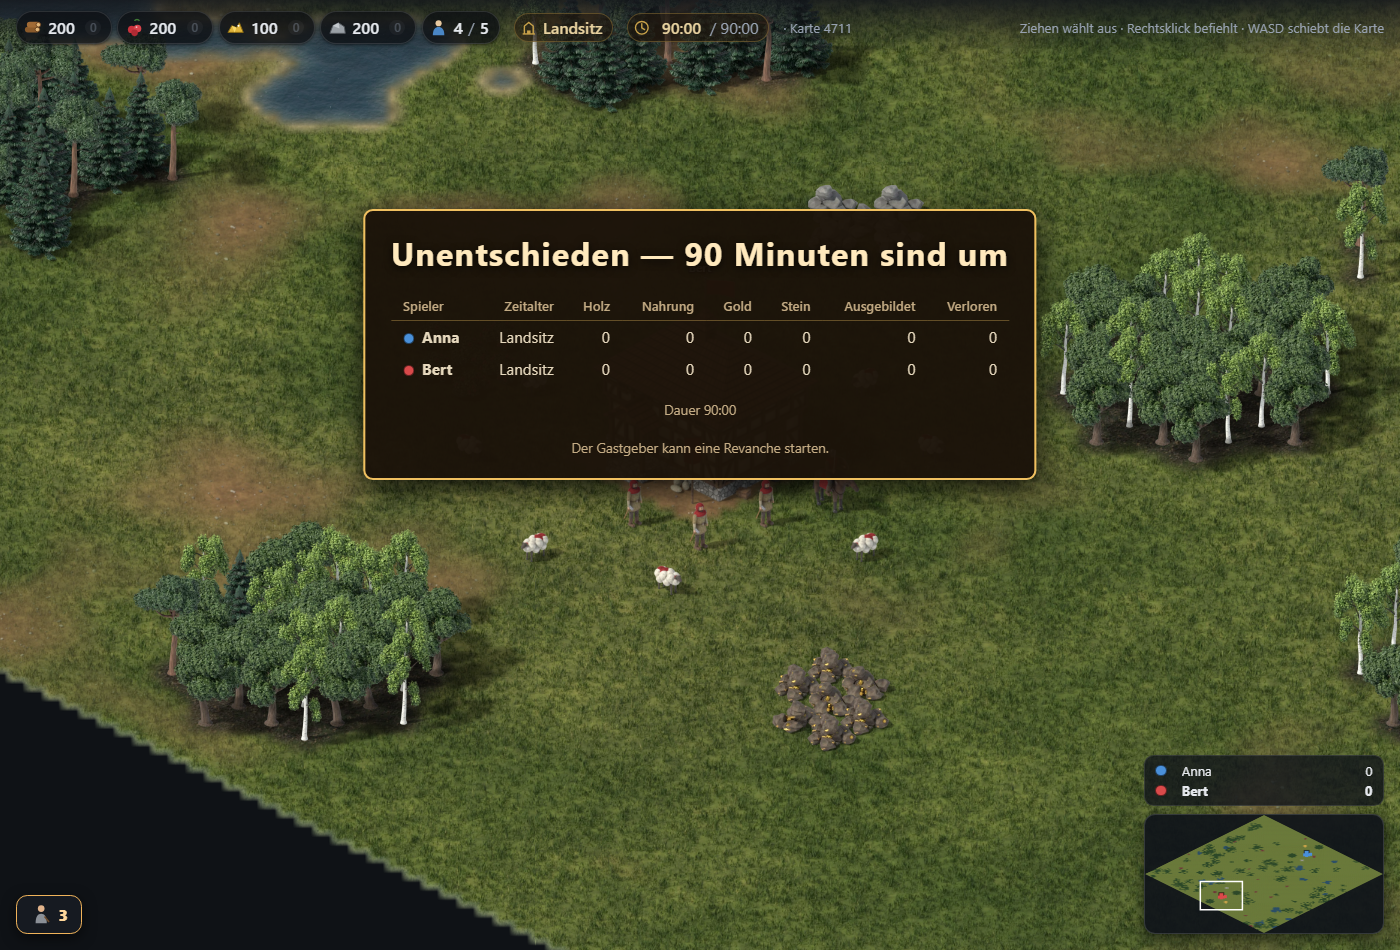 200 0 200 0 100 0 200 0 4 / 5 Landsitz 90:00 / 90:00 · Karte 4711 Ziehen wählt aus · Rechtsklick befiehlt · WASD schiebt die Karte
Unentschieden — 90 Minuten sind um
Spieler Zeitalter Holz Nahrung Gold Stein Ausgebildet Verloren
Anna Landsitz 0 0 0 0 0 0
Bert Landsitz 0 0 0 0 0 0
Dauer 90:00
Der Gastgeber kann eine Revanche starten.
Anna 0
Bert 0
3